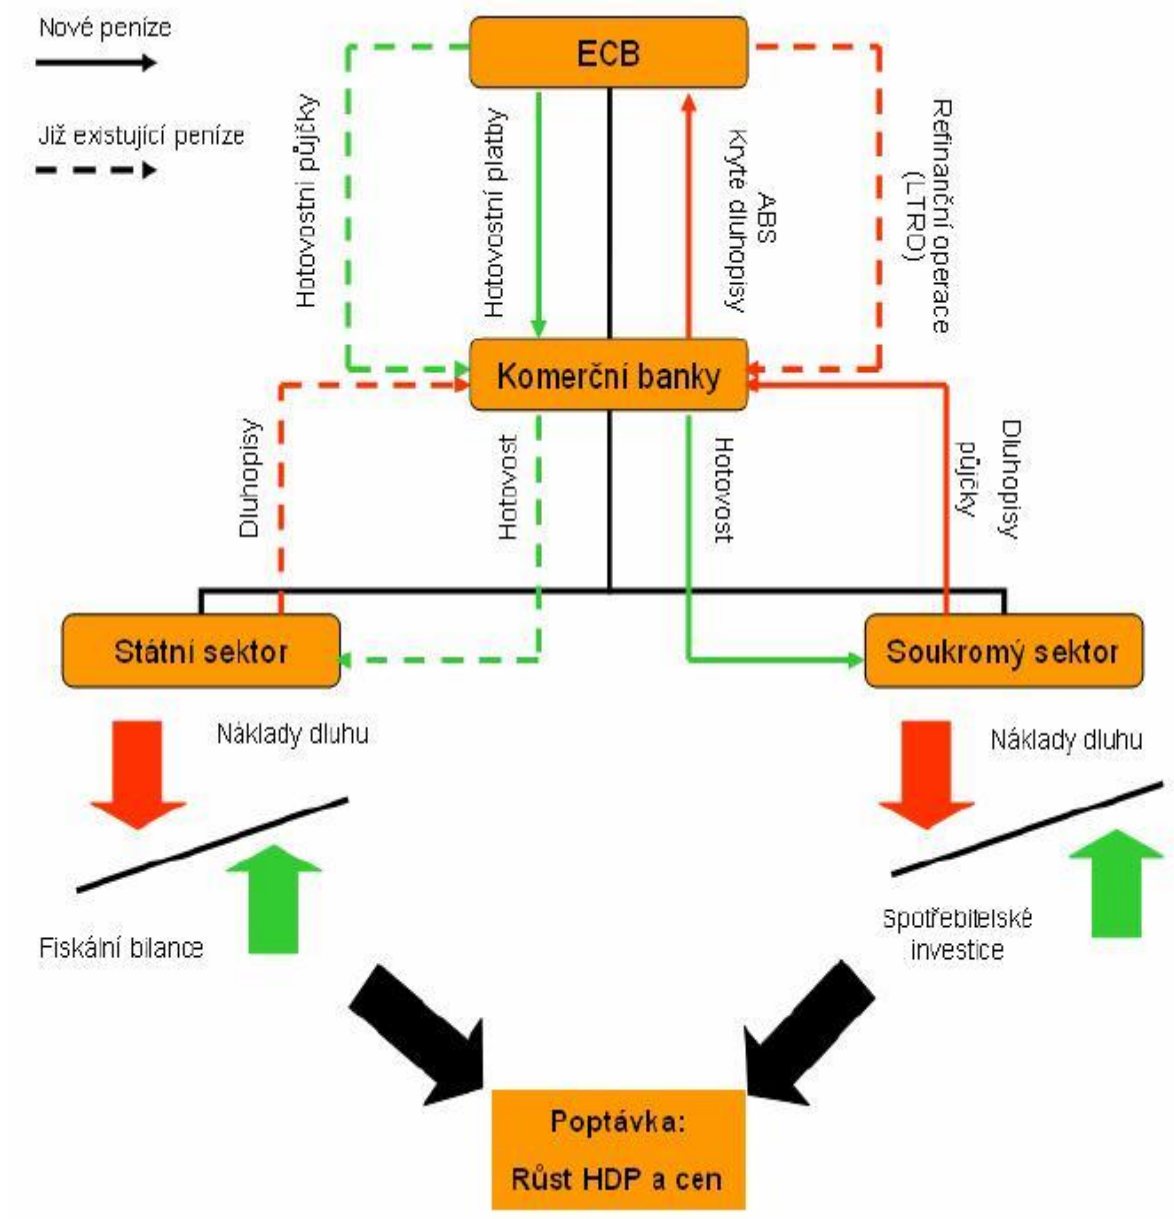 Nové peníze
Již existující peníze
ECB
Hotovostní půjčky
Hotovostní platby
ABS
Kryté dluhopisy
Refinanční operace
(LTRD)
Komerční banky
Dluhopisy
Hotovost
Hotovost
Dluhopisy
půjčky
Státní sektor
Soukromý sektor
Náklady dluhu
Náklady dluhu
Fiskální bilance
Spotřebitelské
investice
Poptávka:
Růst HDP a cen